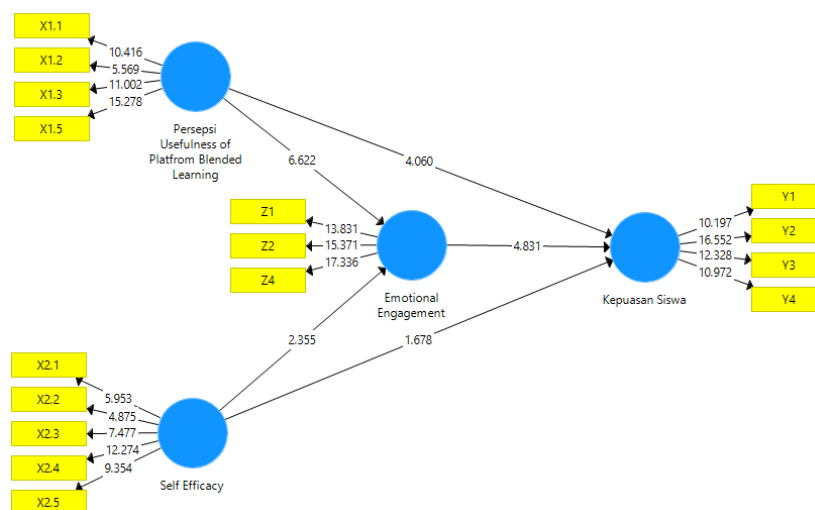 X1.1
X1.2
X1.3
X1.5
10.416
5.569
11.002
15.278
Persepsi
Usefulness of
Platfrom Blended
Learning
6.622
4.060
Z1
Z2
Z4
13.831
15.371
17.336
Emotional
Engagement
4.831
Y1
Y2
Y3
Y4
10.197
16.552
12.328
10.972
Kepuasan Siswa
2.355
1.678
X2.1
X2.2
X2.3
X2.4
X2.5
5.953
4.875
7.477
12.274
9.354
Self Efficacy